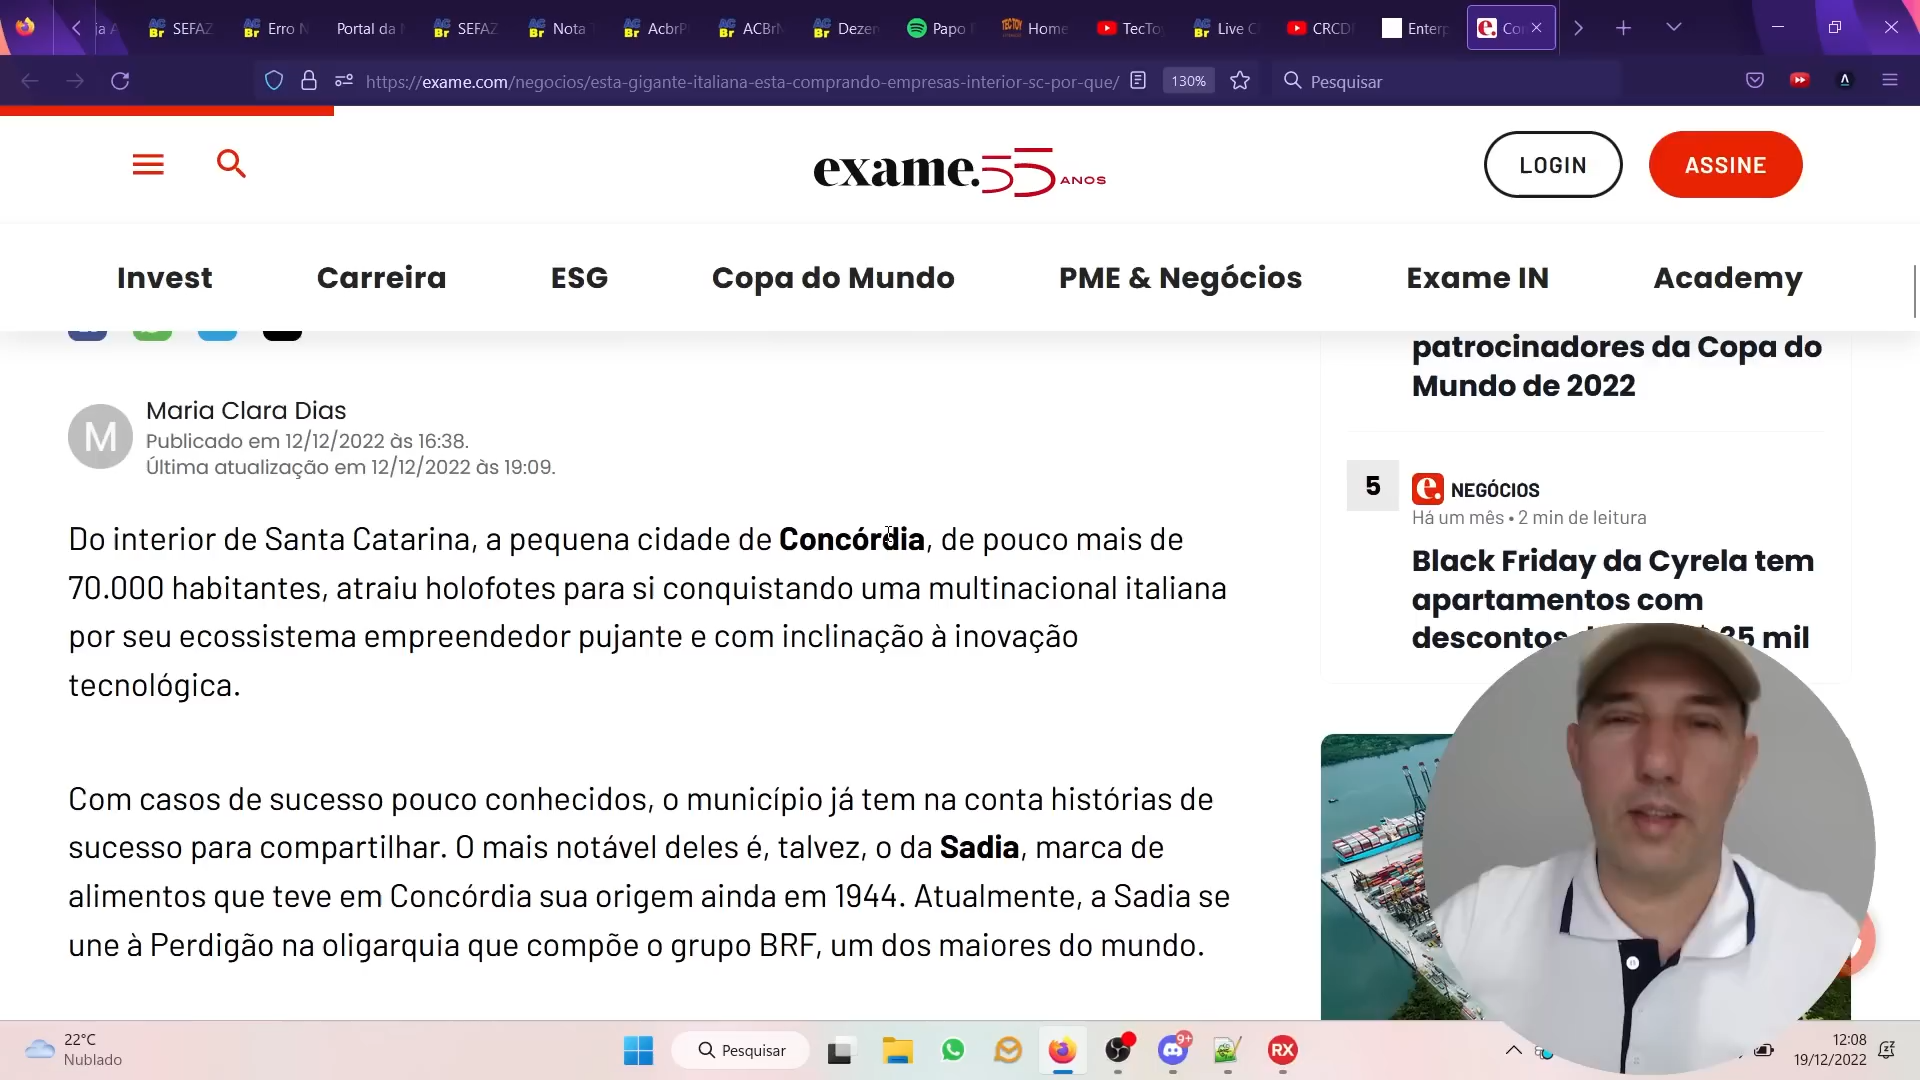 SEFAZ
Erro N
Portal da N
SEFAZ
Nota T
AcbrP
ACBrN
Dezen
Papo
Home
TecTo
Live C
CRCD
Enterp
Co
https://exame.com/negocios/esta-gigante-italiana-esta-comprando-empresas-interior-sc-por-que/
130%
Pesquisar
exame.55 ANOS
LOGIN
ASSINE
Invest
Carreira
ESG
Copa do Mundo
PME & Negócios
Exame IN
Academy
M
Maria Clara Dias
Publicado em 12/12/2022 às 16:38.
Última atualização em 12/12/2022 às 19:09.
Do interior de Santa Catarina, a pequena cidade de Concórdia, de pouco mais de
70.000 habitantes, atraiu holofotes para si conquistando uma multinacional italiana
por seu ecossistema empreendedor pujante e com inclinação à inovação
tecnológica.
Com casos de sucesso pouco conhecidos, o município já tem na conta histórias de
sucesso para compartilhar. O mais notável deles é, talvez, o da Sadia, marca de
alimentos que teve em Concórdia sua origem ainda em 1944. Atualmente, a Sadia se
une à Perdigão na oligarquia que compõe o grupo BRF, um dos maiores do mundo.
patrocinadores da Copa do
Mundo de 2022
5
e. NEGÓCIOS
Há um mês • 2 min de leitura
Black Friday da Cyrela tem
apartamentos com
descontos 35 mil
22°C
Nublado
Pesquisar
9+
RX
12:08
19/12/2022